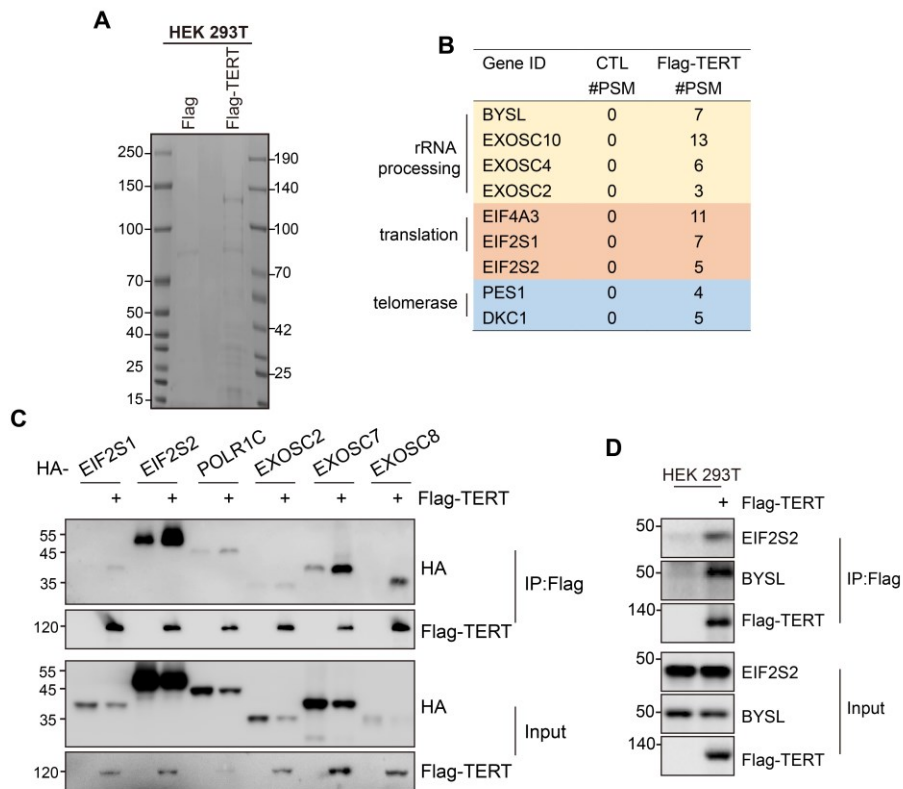 A
HEK 293T
Flag
Flag-TERT
250
150
100
70
50
40
25
15
190
140
100
70
42
25
B
Gene ID CTL Flag-TERT
#PSM #PSM
rRNA processing
BYSL 0 7
EXOSC10 0 13
EXOSC4 0 6
EXOSC2 0 3
translation
EIF4A3 0 11
EIF2S1 0 7
EIF2S2 0 5
telomerase
PES1 0 4
DKC1 0 5
C
HA- EIF2S1 EIF2S2 POLR1C EXOSC2 EXOSC7 EXOSC8
+ + + + + + Flag-TERT
55
45
35
HA
IP:Flag
120
Flag-TERT
55
45
35
HA
Input
120
Flag-TERT
D
HEK 293T
+ Flag-TERT
50 EIF2S2
50 BYSL
IP:Flag
140 Flag-TERT
50 EIF2S2
50 BYSL
Input
140 Flag-TERT